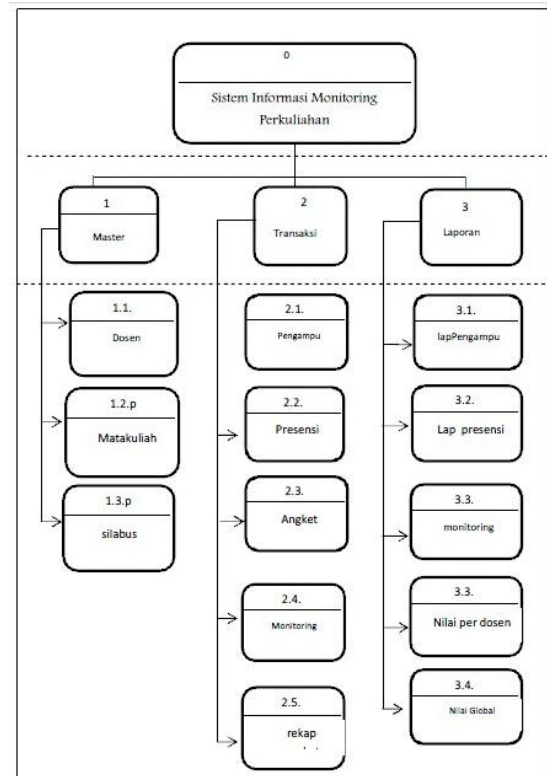 0
Sistem Informasi Monitoring
Perkuliahan
1
Master
2
Transaksi
3
Laporan
1.1.
Dosen
1.2.p
Matakuliah
1.3.p
silabus
2.1.
Pengampu
2.2.
Presensi
2.3.
Angket
2.4.
Monitoring
2.5.
rekap
3.1.
lapPengampu
3.2.
Lap presensi
3.3.
monitoring
3.3.
Nilai per dosen
3.4.
Nilai Global